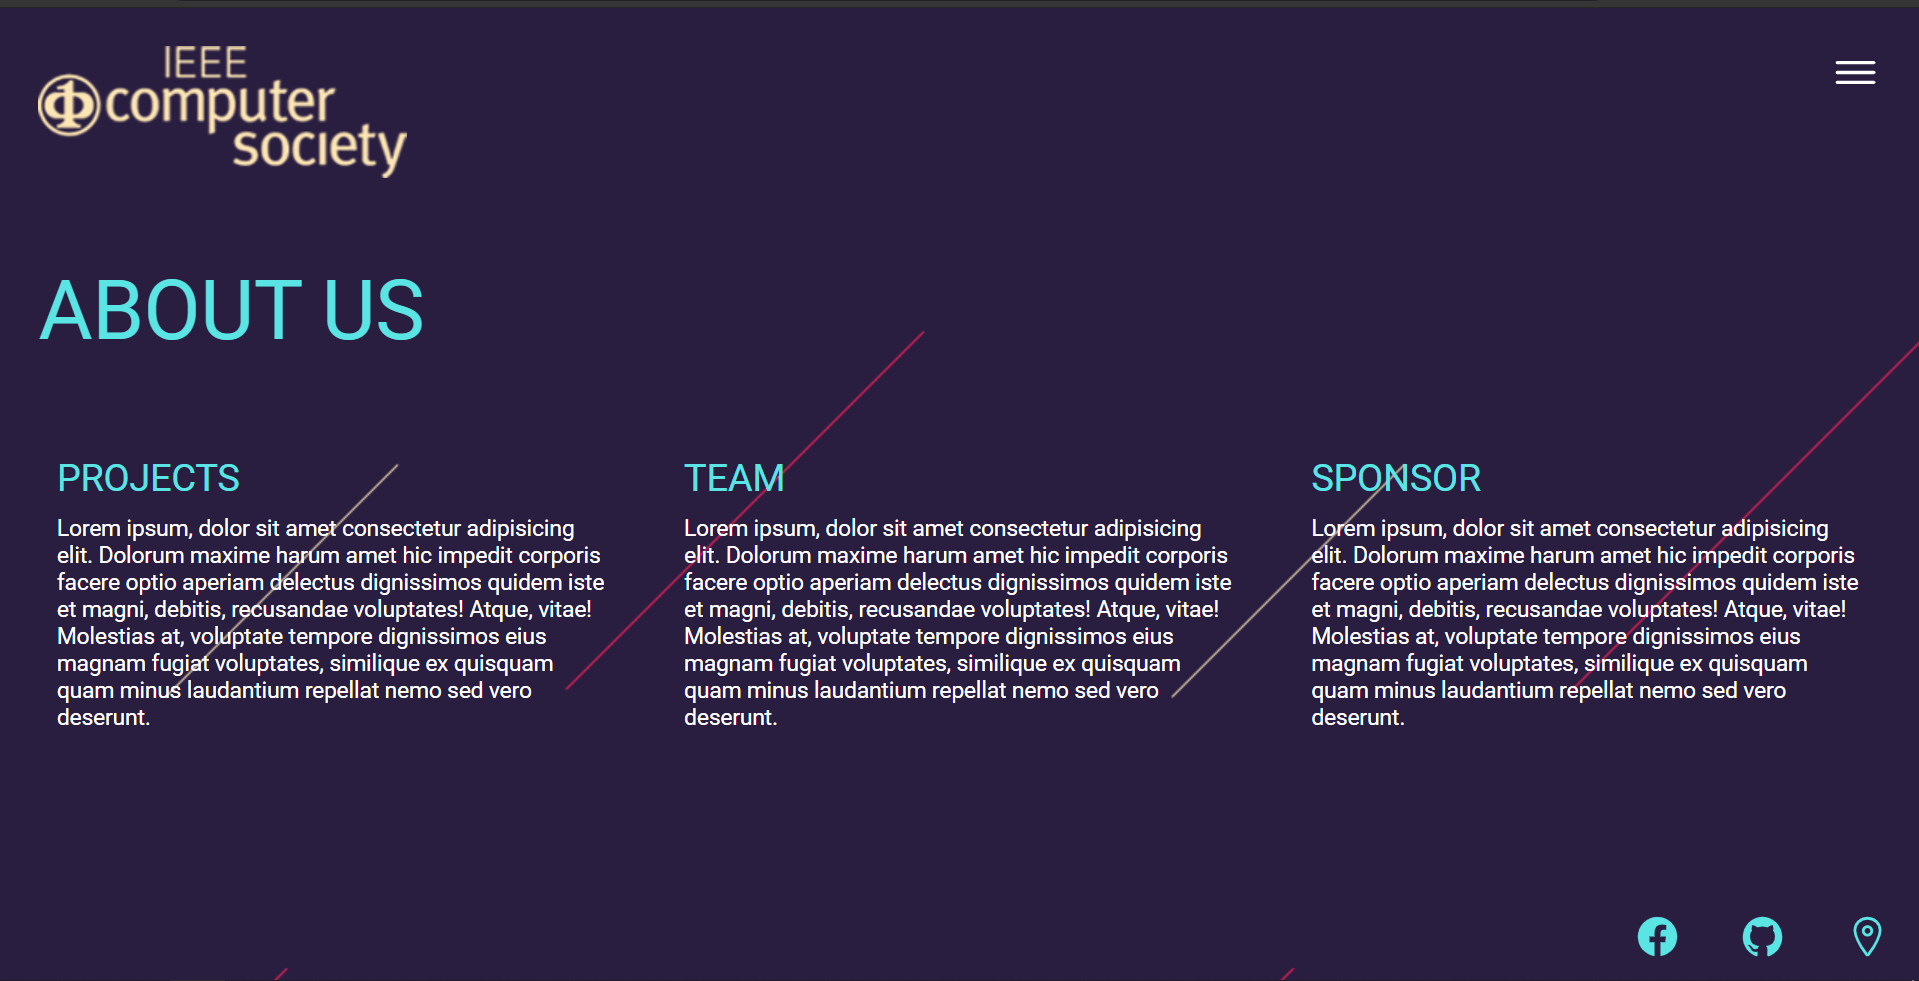 IEEE
computer
society
ABOUT US
PROJECTS
Lorem ipsum, dolor sit amet consectetur adipisicing
elit. Dolorum maxime harum amet hic impedit corporis
facere optio aperiam delectus dignissimos quidem iste
et magni, debitis, recusandae voluptates! Atque, vitae!
Molestias at, voluptate tempore dignissimos eius
magnam fugiat voluptates, similique ex quisquam
quam minus laudantium repellat nemo sed vero
deserunt.
TEAM
Lorem ipsum, dolor sit amet consectetur adipisicing
elit. Dolorum maxime harum amet hic impedit corporis
facere optio aperiam delectus dignissimos quidem iste
et magni, debitis, recusandae voluptates! Atque, vitae!
Molestias at, voluptate tempore dignissimos eius
magnam fugiat voluptates, similique ex quisquam
quam minus laudantium repellat nemo sed vero
deserunt.
SPONSOR
Lorem ipsum, dolor sit amet consectetur adipisicing
elit. Dolorum maxime harum amet hic impedit corporis
facere optio aperiam delectus dignissimos quidem iste
et magni, debitis, recusandae voluptates! Atque, vitae!
Molestias at, voluptate tempore dignissimos eius
magnam fugiat voluptates, similique ex quisquam
quam minus laudantium repellat nemo sed vero
deserunt.